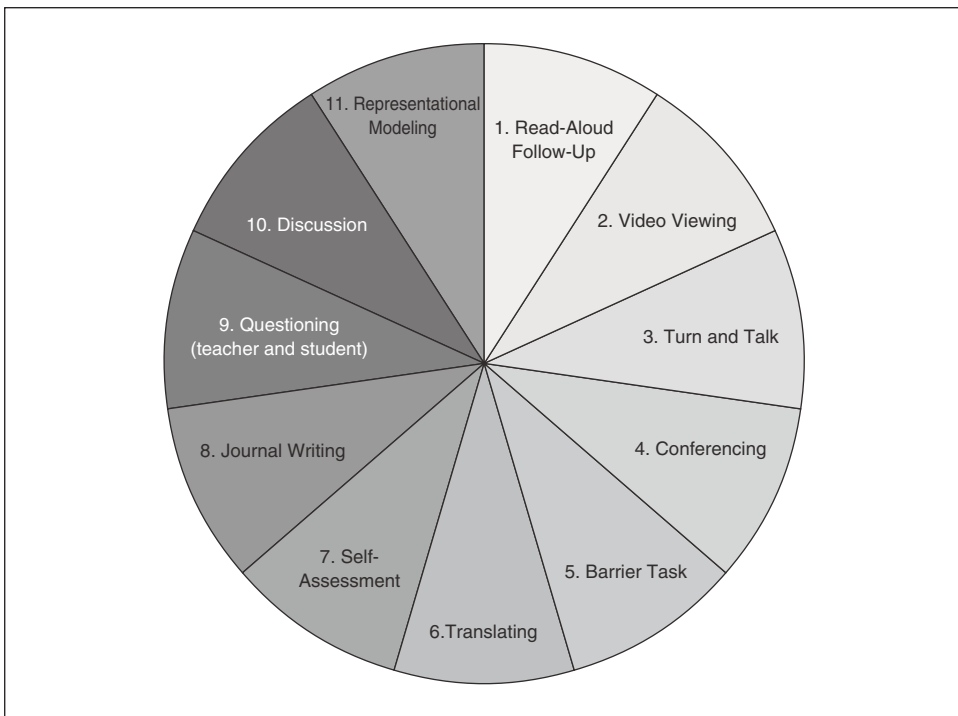 1. Read-Aloud
Follow-Up
2. Video Viewing
3. Turn and Talk
4. Conferencing
5. Barrier Task
6.Translating
7. Self-
Assessment
8. Journal Writing
9. Questioning
(teacher and student)
10. Discussion
11. Representational
Modeling